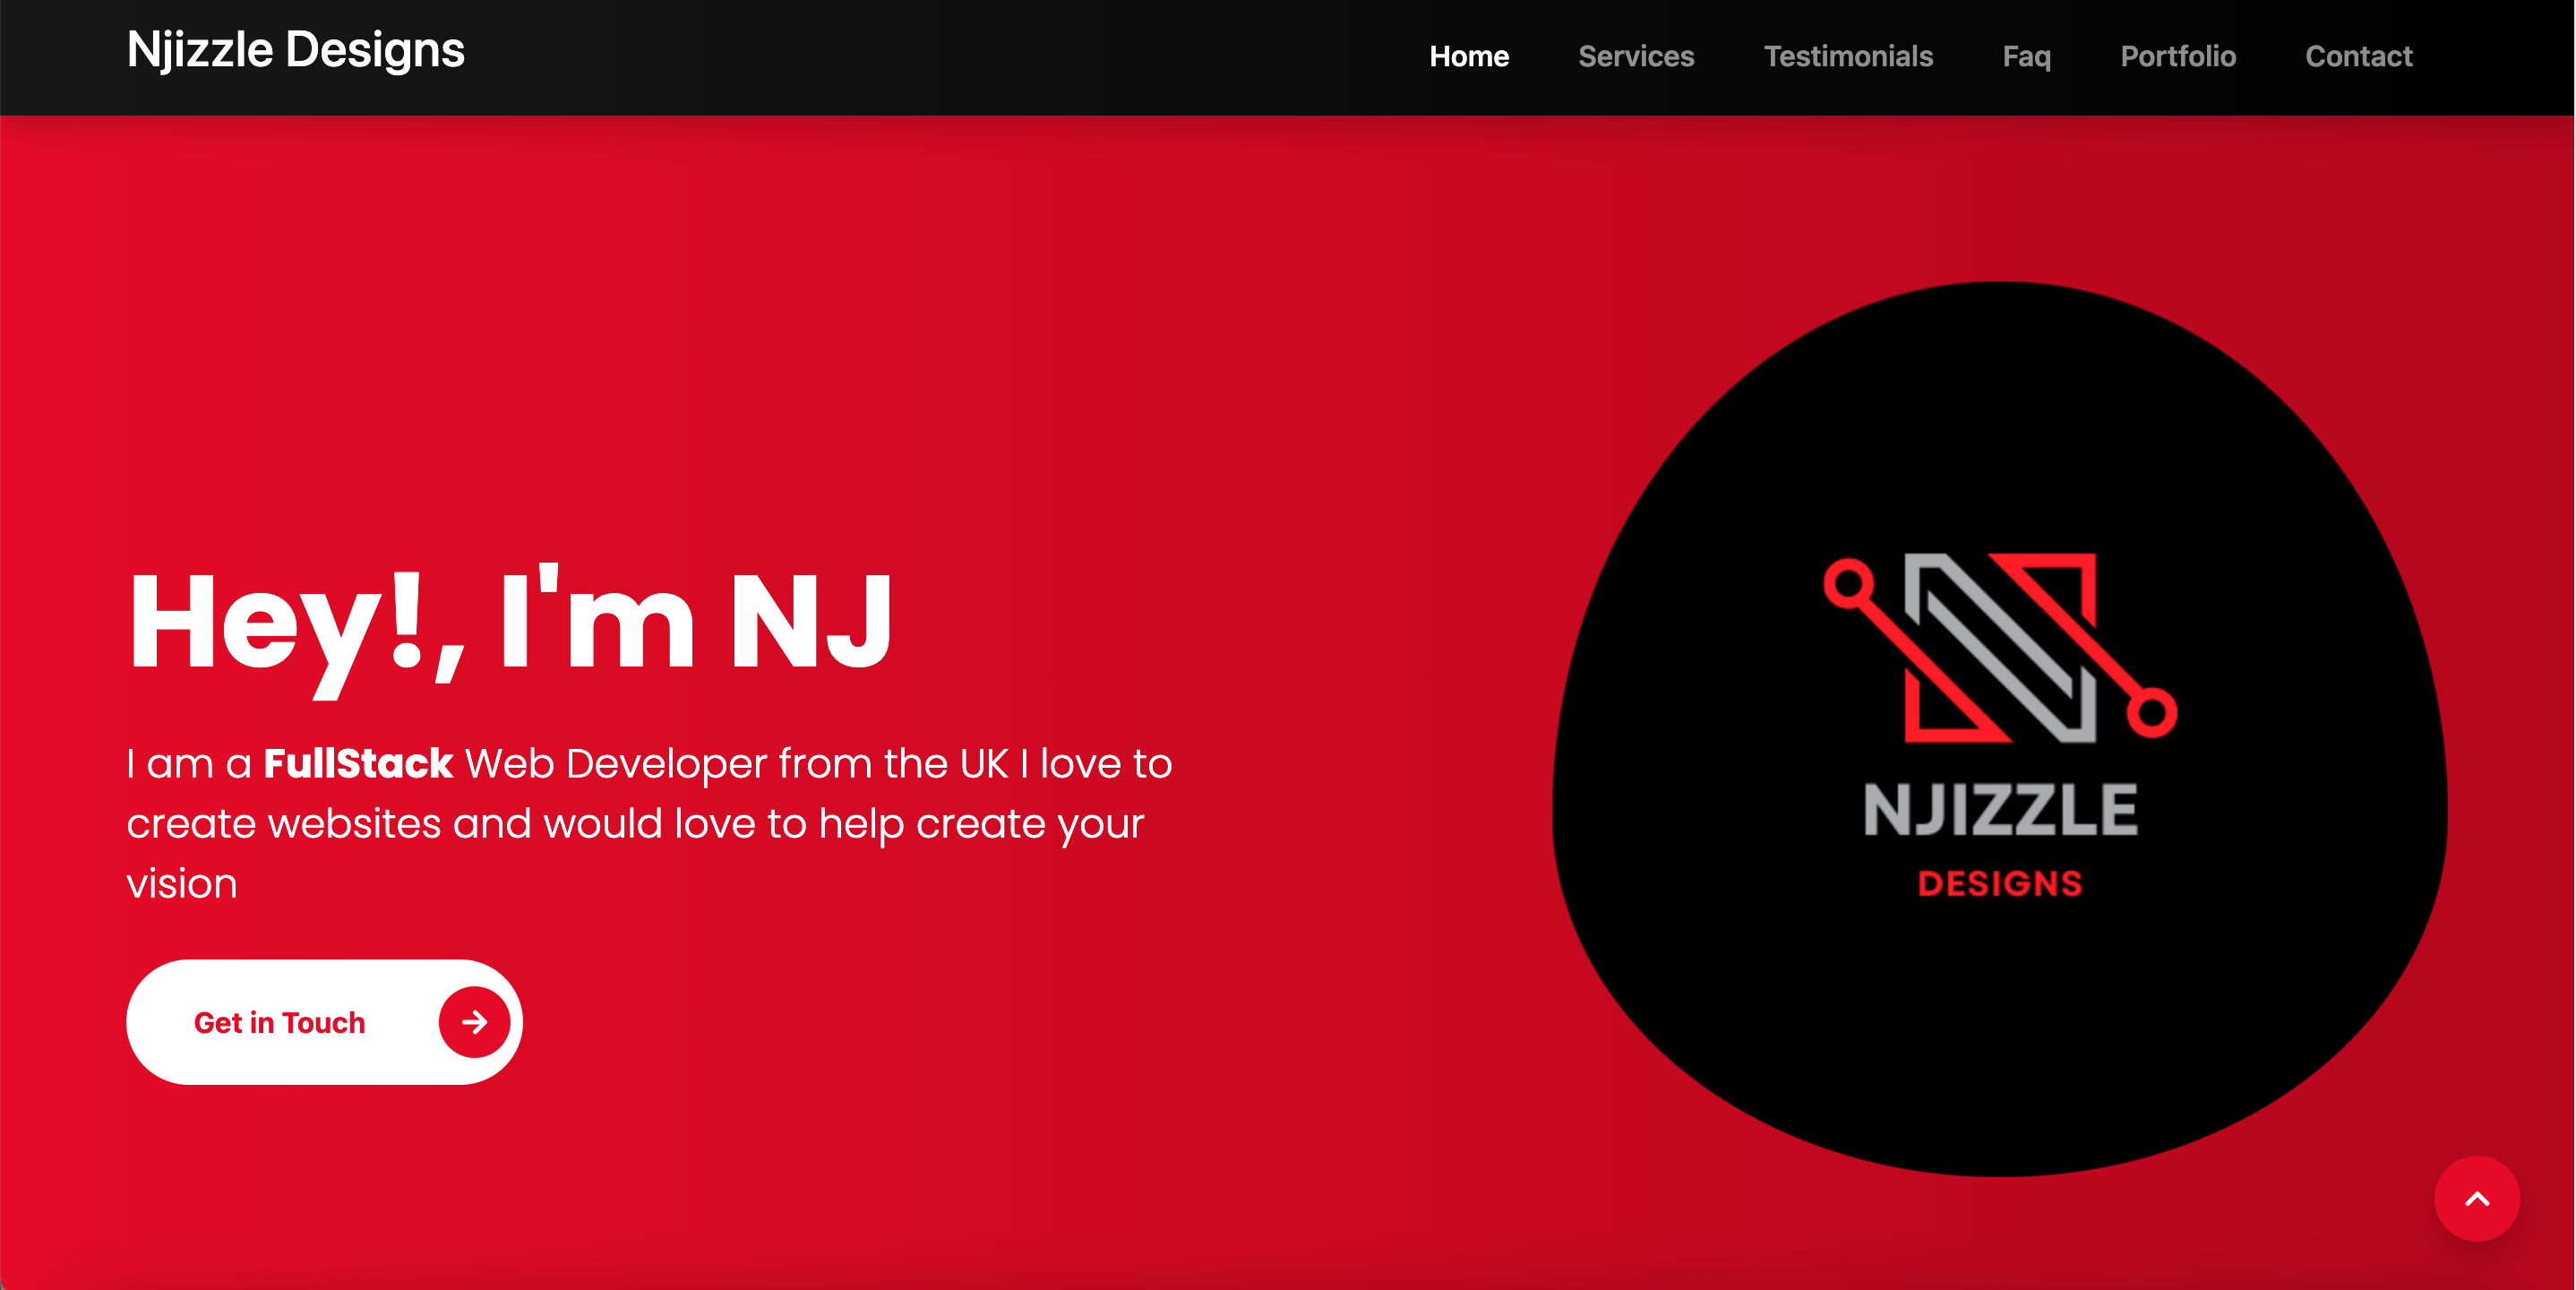 Njizzle Designs
Home Services Testimonials Faq Portfolio Contact
Hey!, I'm NJ
I am a FullStack Web Developer from the UK I love to
create websites and would love to help create your
vision
Get in Touch
NJIZZLE
DESIGNS